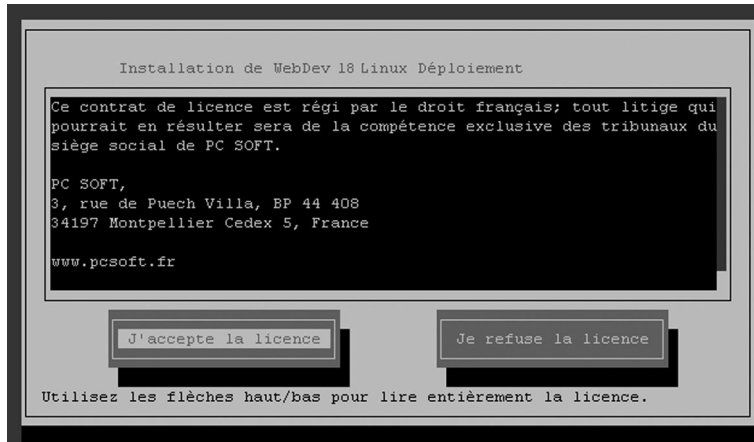 Installation de WebDev 18 Linux Déploiement
Ce contrat de licence est régi par le droit français; tout litige qui
pourrait en résulter sera de la compétence exclusive des tribunaux du
siège social de PC SOFT.
PC SOFT,
3, rue de Puech Villa, BP 44 408
34197 Montpellier Cedex 5, France
www.pcsoft.fr
J'accepte la licence
Je refuse la licence
Utilisez les flèches haut/bas pour lire entièrement la licence.